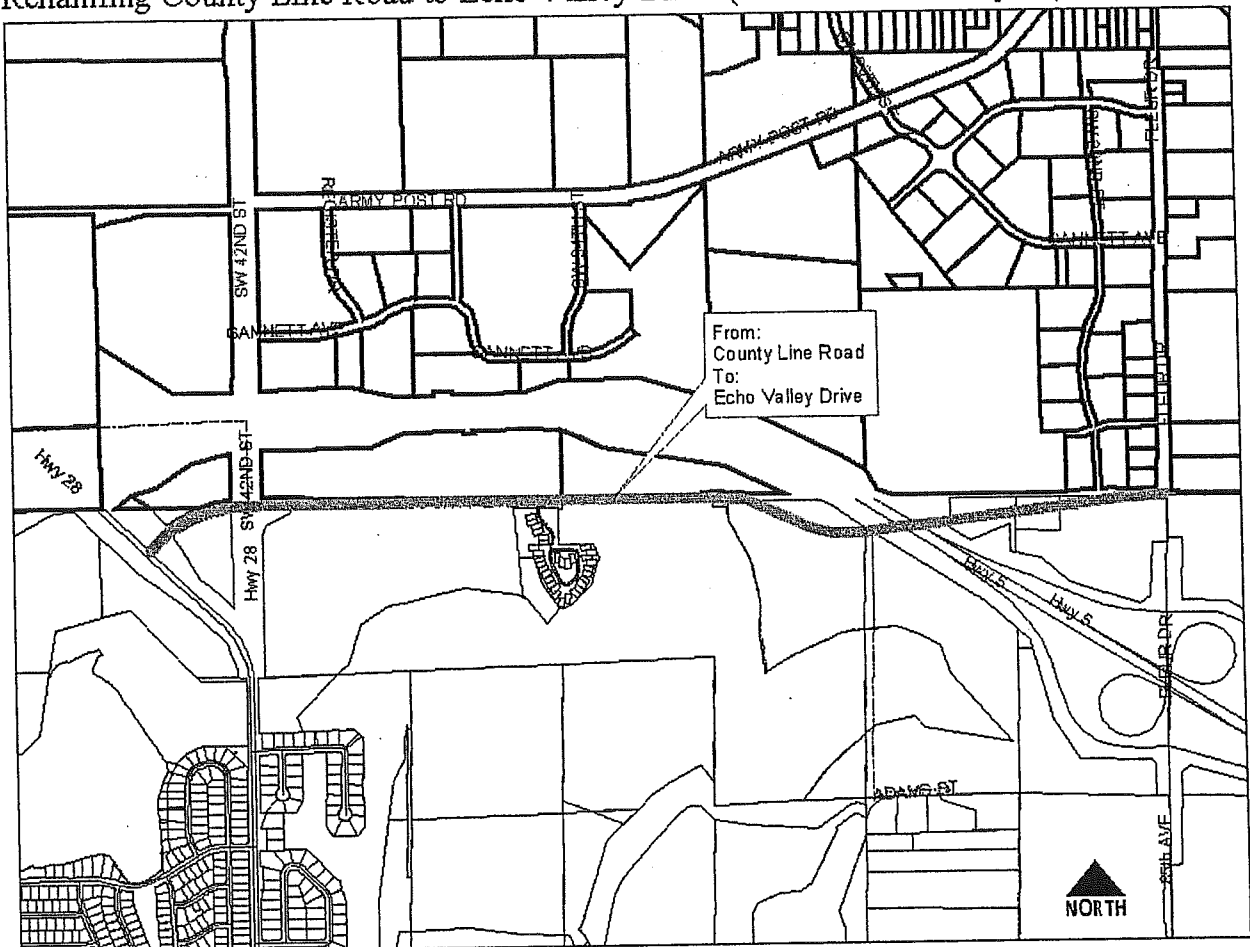 Renaming County Line Road to Echo Valley
ARMY POST RD
FLEUR DR
ARMY POST RD
SW 42ND ST
GANNETT AVE
GANNETT AVE
GANNETT AVE
FLEUR DR
From:
County Line Road
To:
Echo Valley Drive
Hwy 28
SW 42ND ST
Hwy 28
Hwy 5
Hwy 5
FLEUR DR
ADAMS ST
85th AVE
NORTH